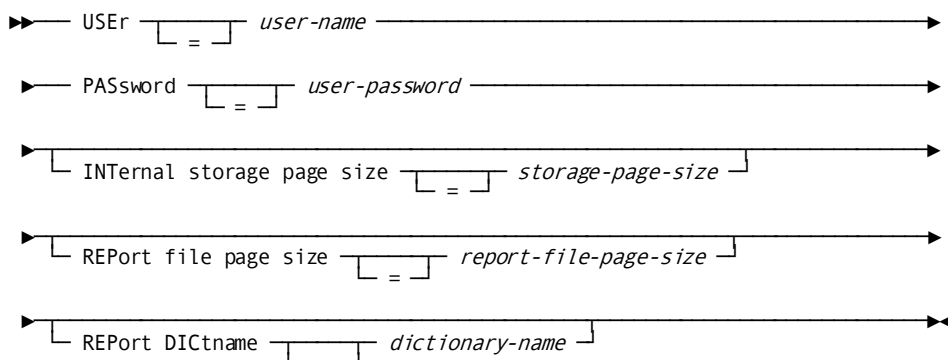 USEr = user-name
PASsword = user-password
INTernal storage page size = storage-page-size
REPort file page size = report-file-page-size
REPort DICtname dictionary-name